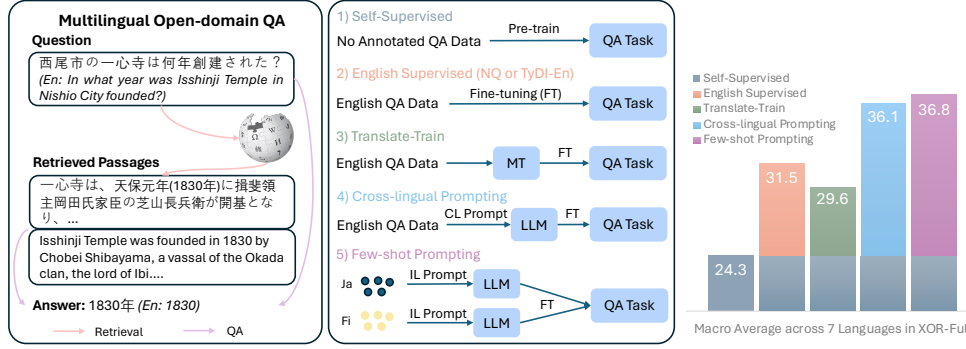 Multilingual Open-domain QA
Question
西尾市の一心寺は何年創建された？
(En: In what year was Isshinji Temple in
Nishio City founded?)
Retrieved Passages
一心寺は、天保元年(1830年)に揖斐領
主岡田氏家臣の芝山長兵衛が開基とな
り、...
Isshinji Temple was founded in 1830 by
Chobei Shibayama, a vassal of the Okada
clan, the lord of Ibi....
Answer: 1830年 (En: 1830)
Retrieval
QA
1) Self-Supervised
No Annotated QA Data
Pre-train
QA Task
2) English Supervised (NQ or TyDI-En)
English QA Data
Fine-tuning (FT)
QA Task
3) Translate-Train
English QA Data
MT
FT
QA Task
4) Cross-lingual Prompting
English QA Data
CL Prompt
LLM
FT
QA Task
5) Few-shot Prompting
Ja
IL Prompt
LLM
FT
QA Task
Fi
IL Prompt
LLM
Self-Supervised
English Supervised
Translate-Train
Cross-lingual Prompting
Few-shot Prompting
24.3
31.5
29.6
36.1
36.8
Macro Average across 7 Languages in XOR-Ful